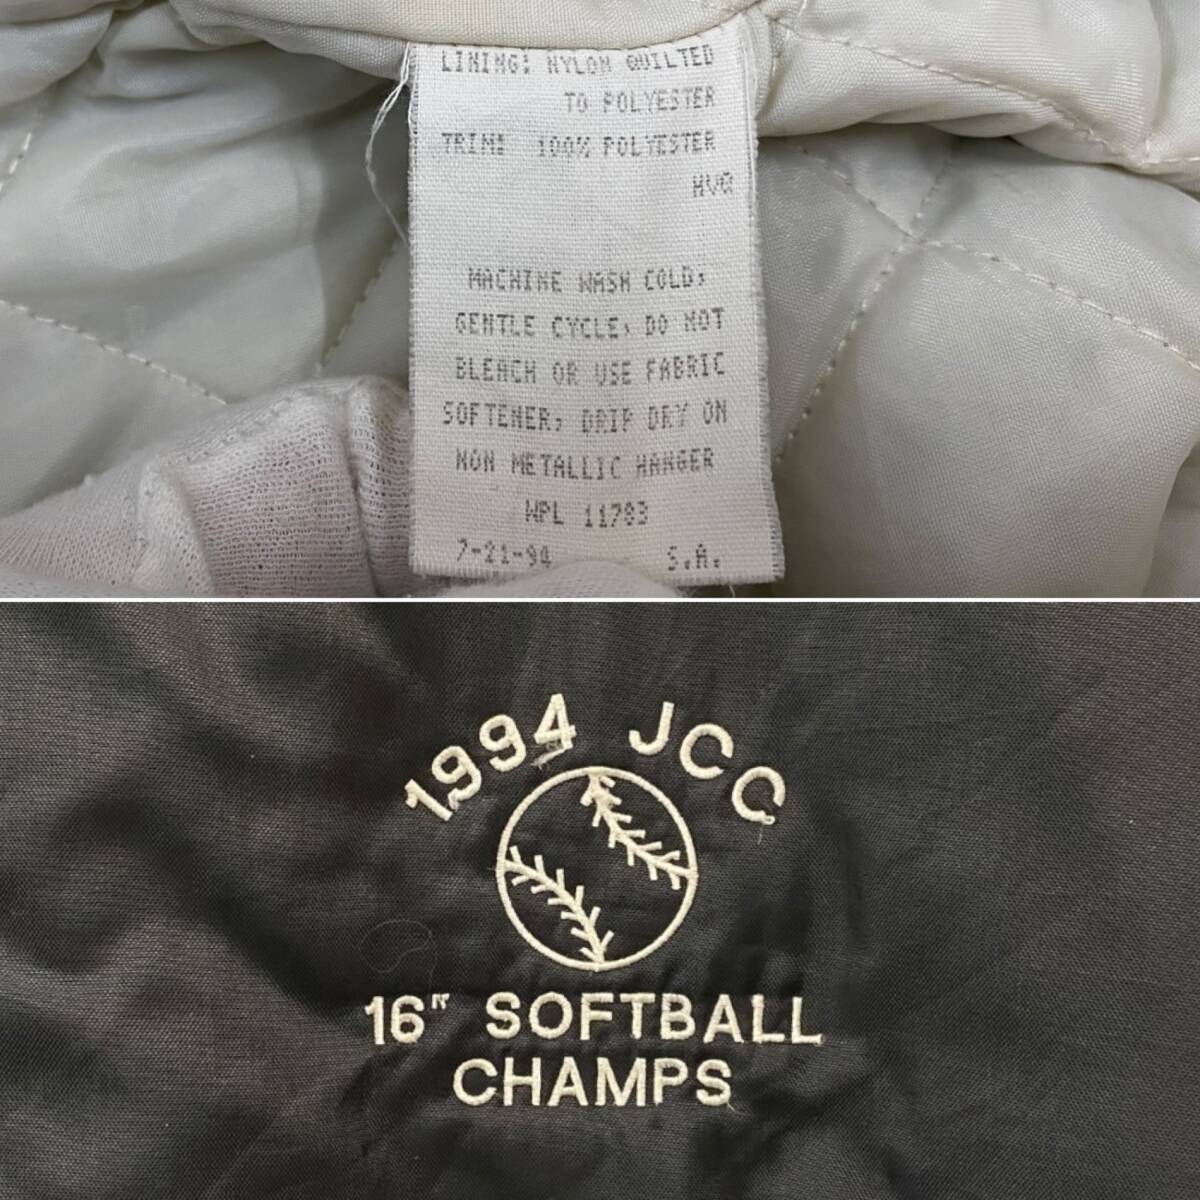 LINING: NYLON QUILTED
TO POLYESTER
TRIM: 100% POLYESTER
HVQ
MACHINE WASH COLD,
GENTLE CYCLE, DO NOT
BLEACH OR USE FABRIC
SOFTENER, DRIP DRY ON
NON METALLIC HANGER
WPL 11783
7-21-94 S.A.
1994 JCC
16" SOFTBALL
CHAMPS